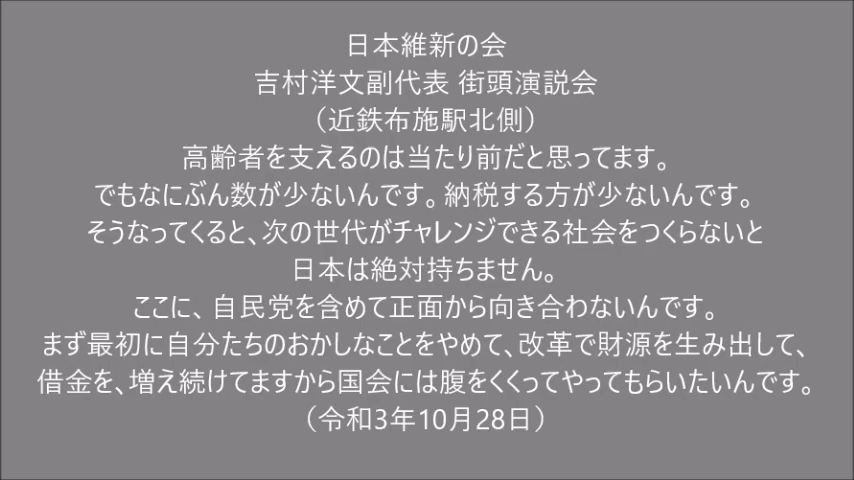 日本維新の会
吉村洋文副代表 街頭演説会
（近鉄布施駅北側）
高齢者を支えるのは当たり前だと思ってます。
でもなにぶん数が少ないんです。納税する方が少ないんです。
そうなってくると、次の世代がチャレンジできる社会をつくらないと
日本は絶対持ちません。
ここに、自民党を含めて正面から向き合わないんです。
まず最初に自分たちのおかしなことをやめて、改革で財源を生み出して、
借金を、増え続けてますから国会には腹をくくってやってもらいたいんです。
（令和3年10月28日）